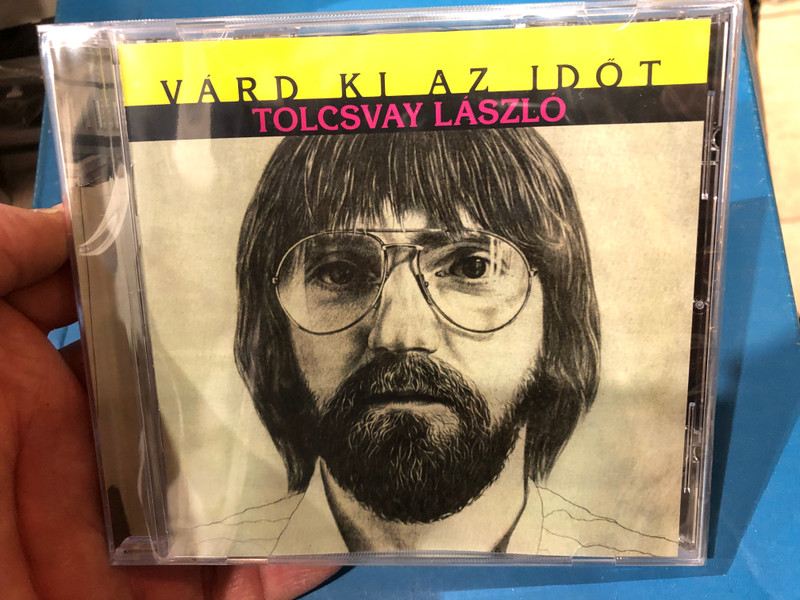 VÁRD KI AZ IDŐT
TOLCSVAY LÁSZLÓ